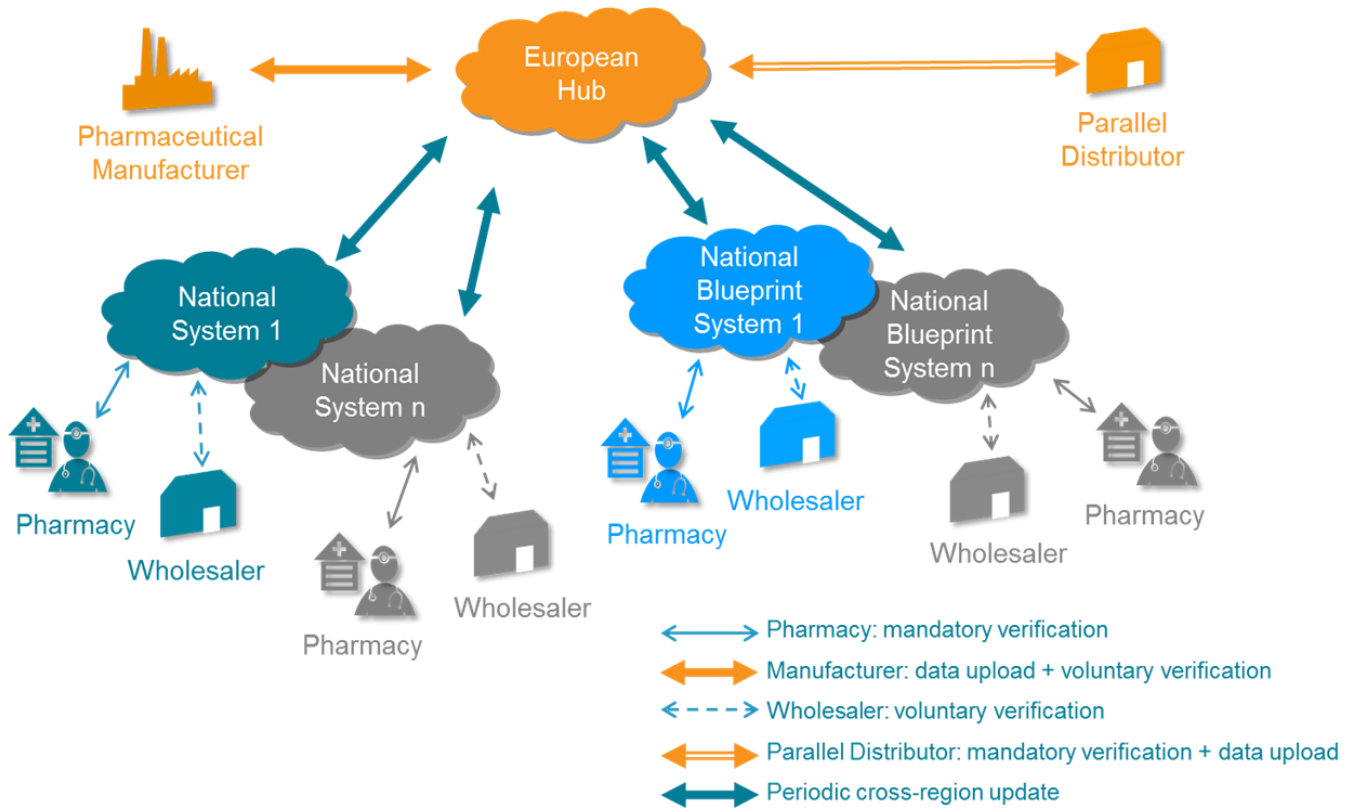 European
Hub
Pharmaceutical
Manufacturer
Parallel
Distributor
National
System 1
National
System n
National
Blueprint
System 1
National
Blueprint
System n
Pharmacy
Wholesaler
Pharmacy
Wholesaler
Pharmacy
Wholesaler
Wholesaler
Pharmacy
Pharmacy: mandatory verification
Manufacturer: data upload + voluntary verification
Wholesaler: voluntary verification
Parallel Distributor: mandatory verification + data upload
Periodic cross-region update